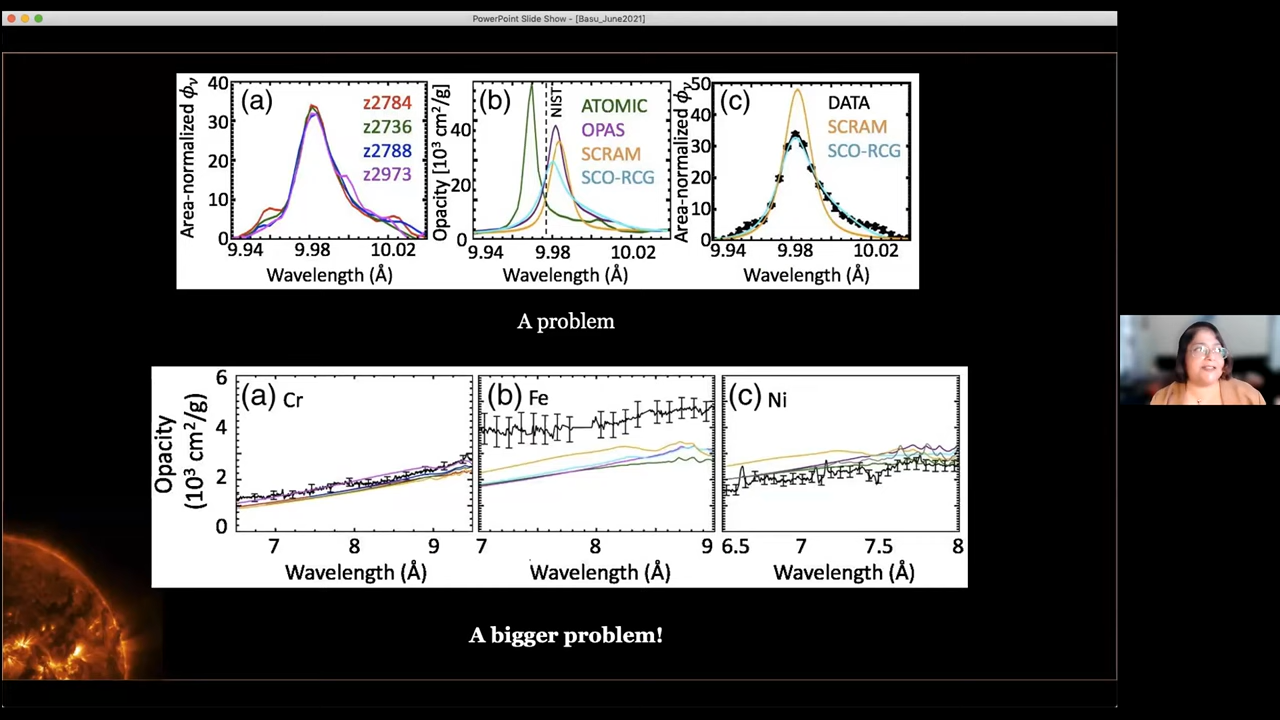 PowerPoint Slide Show - [Basu_June2021]
(a)
Area-normalized ϕν
40
30
20
10
0
z2784
z2736
z2788
z2973
9.94
9.98
10.02
Wavelength (Å)
(b)
Opacity [10³ cm²/g]
40
20
0
NIST
ATOMIC
OPAS
SCRAM
SCO-RCG
9.94
9.98
10.02
Wavelength (Å)
(c)
Area-normalized ϕν
50
40
30
20
10
0
DATA
SCRAM
SCO-RCG
9.94
9.98
10.02
Wavelength (Å)
A problem
(a) Cr
Opacity
(10³ cm²/g)
6
4
2
0
7
8
9
Wavelength (Å)
(b) Fe
7
8
9
Wavelength (Å)
(c) Ni
6.5
7
7.5
8
Wavelength (Å)
A bigger problem!